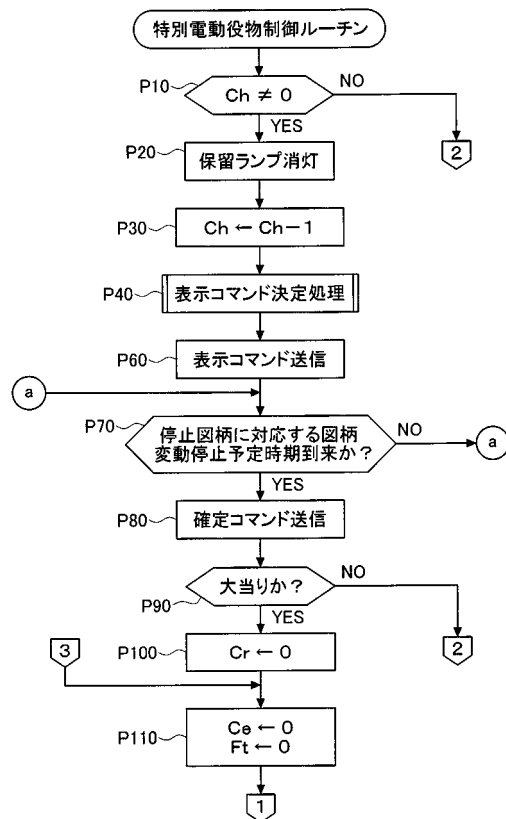 特別電動役物制御ルーチン
P10
Ch ≠ 0
NO
YES
2
P20
保留ランプ消灯
P30
Ch ← Ch－1
P40
表示コマンド決定処理
P60
表示コマンド送信
a
P70
停止図柄に対応する図柄
変動停止予定時期到来か？
NO
a
YES
P80
確定コマンド送信
大当りか？
NO
P90
YES
2
3
P100
Cr ← 0
P110
Ce ← 0
Ft ← 0
1